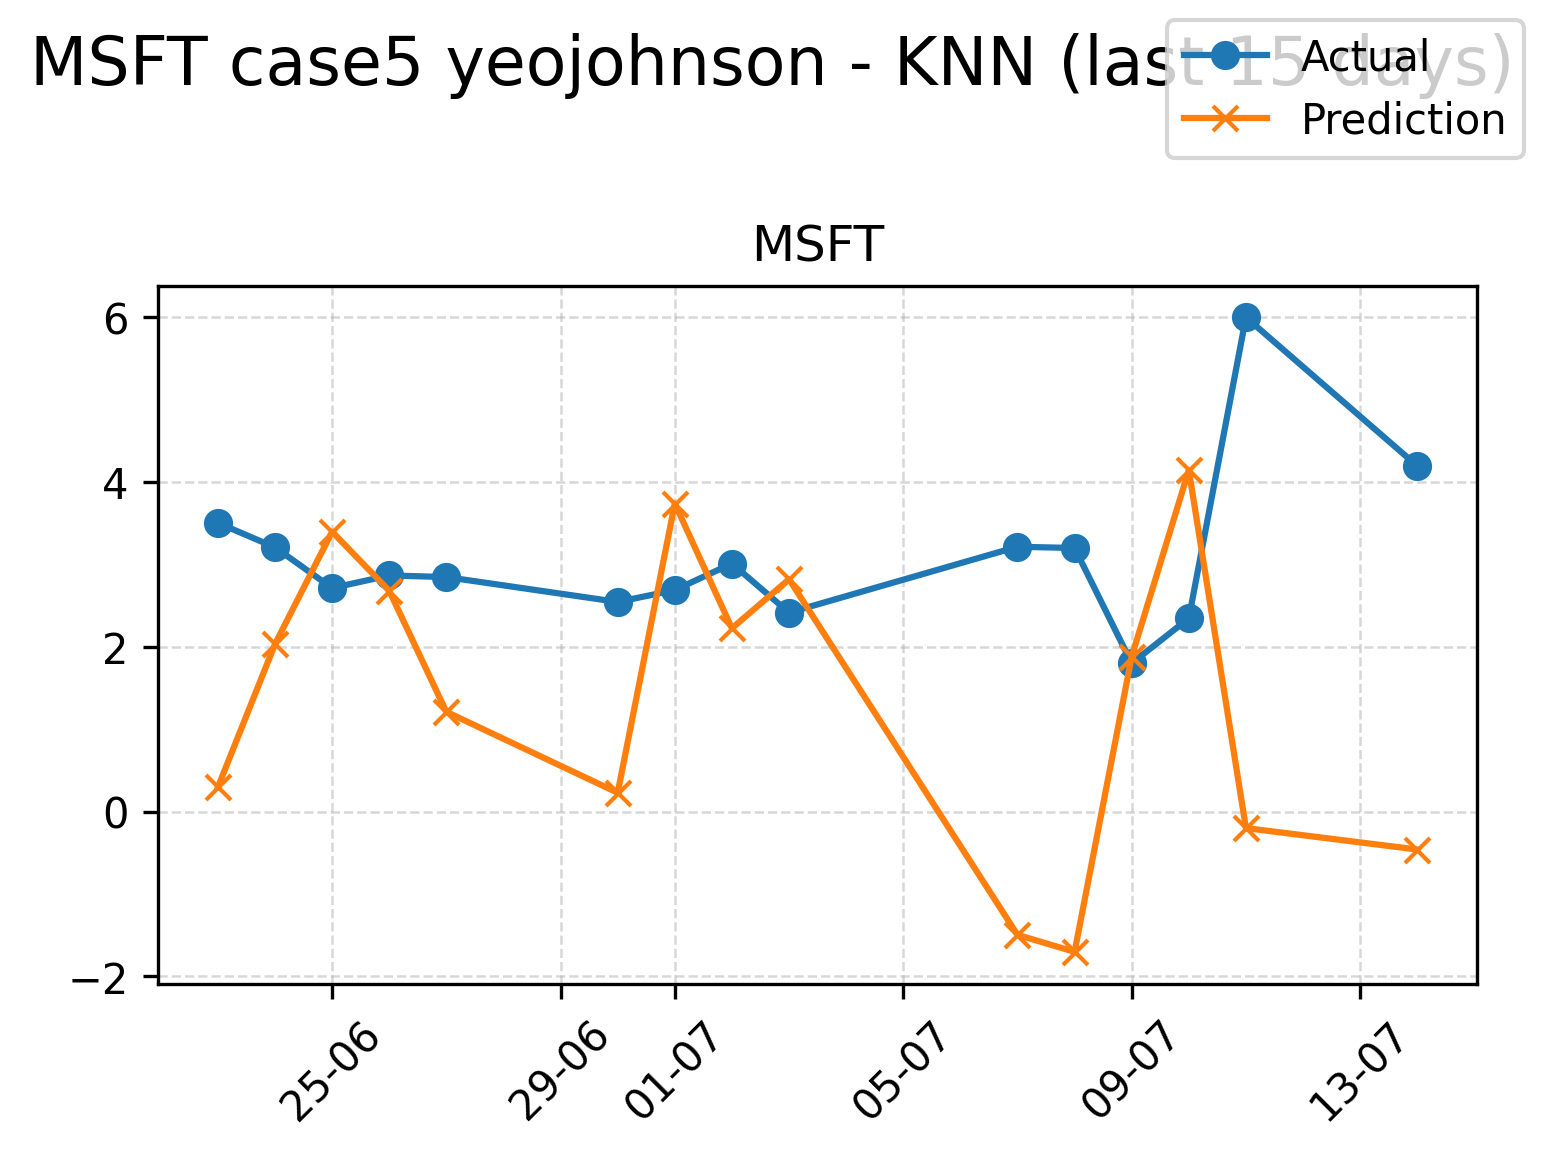 MSFT case5 yeojohnson - KNN (last 15 days)
Actual
Prediction
MSFT
6
4
2
0
−2
25-06
29-06
01-07
05-07
09-07
13-07